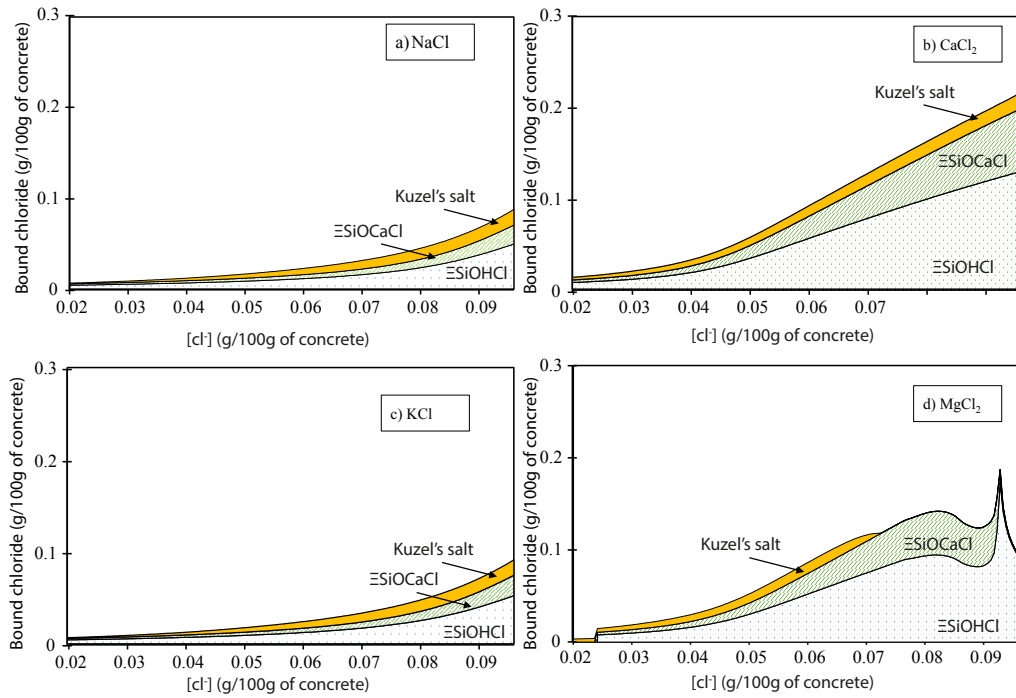 a) NaCl
0.3
0.2
0.1
0
Bound chloride (g/100g of concrete)
Kuzel's salt
ΞSiOCaCl
ΞSiOHCl
0.02 0.03 0.04 0.05 0.06 0.07 0.08 0.09
[cl-] (g/100g of concrete)
b) CaCl2
0.3
0.2
0.1
0
Bound chloride (g/100g of concrete)
Kuzel's salt
ΞSiOCaCl
ΞSiOHCl
0.02 0.03 0.04 0.05 0.06 0.07
[cl-] (g/100g of concrete)
c) KCl
0.3
0.2
0.1
0
Bound chloride (g/100g of concrete)
Kuzel's salt
ΞSiOCaCl
ΞSiOHCl
0.02 0.03 0.04 0.05 0.06 0.07 0.08 0.09
[cl-] (g/100g of concrete)
d) MgCl2
0.3
0.2
0.1
0
Bound chloride (g/100g of concrete)
Kuzel's salt
ΞSiOCaCl
ΞSiOHCl
0.02 0.03 0.04 0.05 0.06 0.07 0.08 0.09
[cl-] (g/100g of concrete)